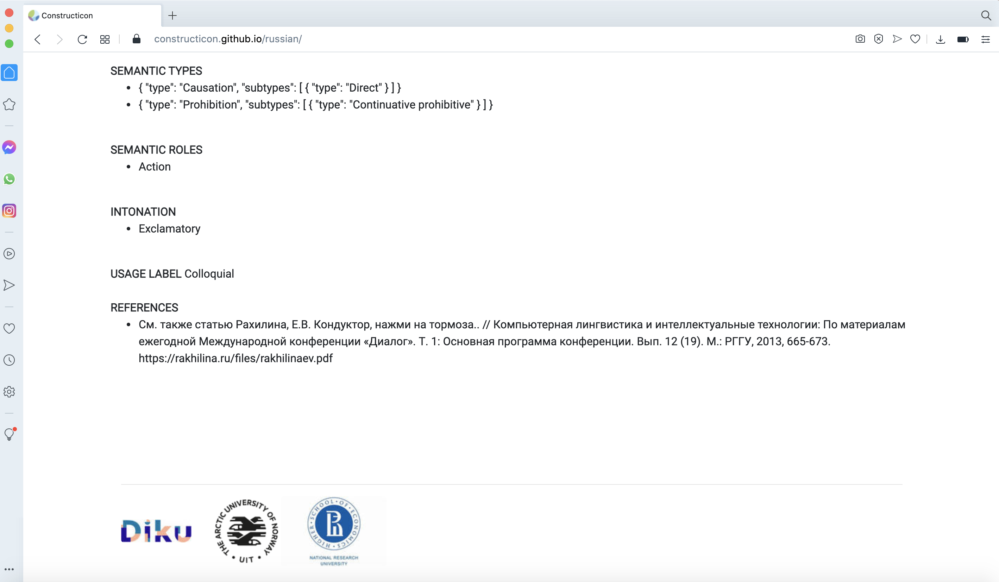 Constructicon
constructicon.github.io/russian/
SEMANTIC TYPES
• { "type": "Causation", "subtypes": [ { "type": "Direct" } ] }
• { "type": "Prohibition", "subtypes": [ { "type": "Continuative prohibitive" } ] }
SEMANTIC ROLES
• Action
INTONATION
• Exclamatory
USAGE LABEL Colloquial
REFERENCES
• См. также статью Рахилина, Е.В. Кондуктор, нажми на тормоза.. // Компьютерная лингвистика и интеллектуальные технологии: По материалам
ежегодной Международной конференции «Диалог». Т. 1: Основная программа конференции. Вып. 12 (19). М.: РГГУ, 2013, 665-673.
https://rakhilina.ru/files/rakhilinaev.pdf
Diku
THE ARCTIC UNIVERSITY OF NORWAY
• UIT •
HIGHER • SCHOOL • OF • ECONOMICS •
NATIONAL RESEARCH
UNIVERSITY